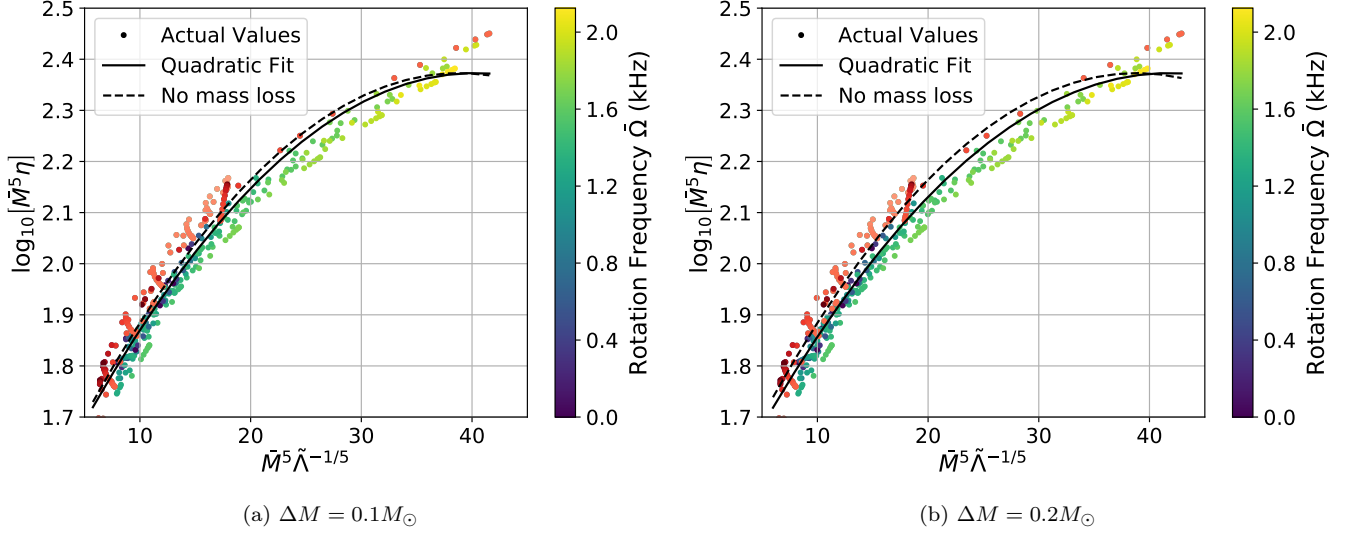 2.5
2.4
2.3
2.2
2.1
2.0
1.9
1.8
1.7
log₁₀[M̄⁵η]
Actual Values
Quadratic Fit
No mass loss
10 20 30 40
M̄⁵Λ̃⁻¹/⁵
2.0
1.6
1.2
0.8
0.4
0.0
Rotation Frequency Ω̄ (kHz)
(a) ΔM = 0.1M⊙
2.5
2.4
2.3
2.2
2.1
2.0
1.9
1.8
1.7
log₁₀[M̄⁵η]
Actual Values
Quadratic Fit
No mass loss
10 20 30 40
M̄⁵Λ̃⁻¹/⁵
2.0
1.6
1.2
0.8
0.4
0.0
Rotation Frequency Ω̄ (kHz)
(b) ΔM = 0.2M⊙